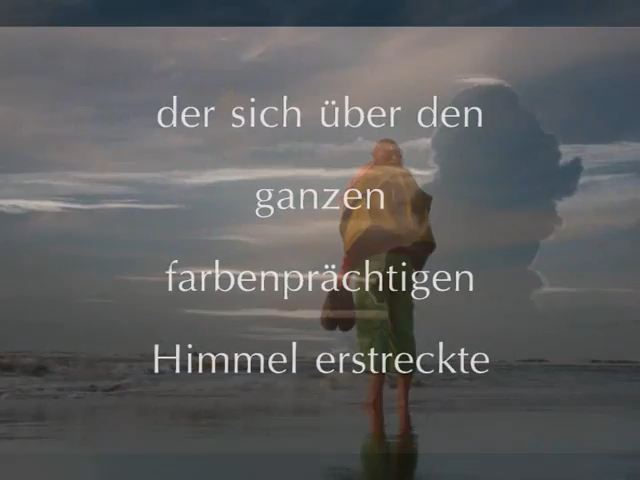 der sich über den
ganzen
farbenprächtigen
Himmel erstreckte